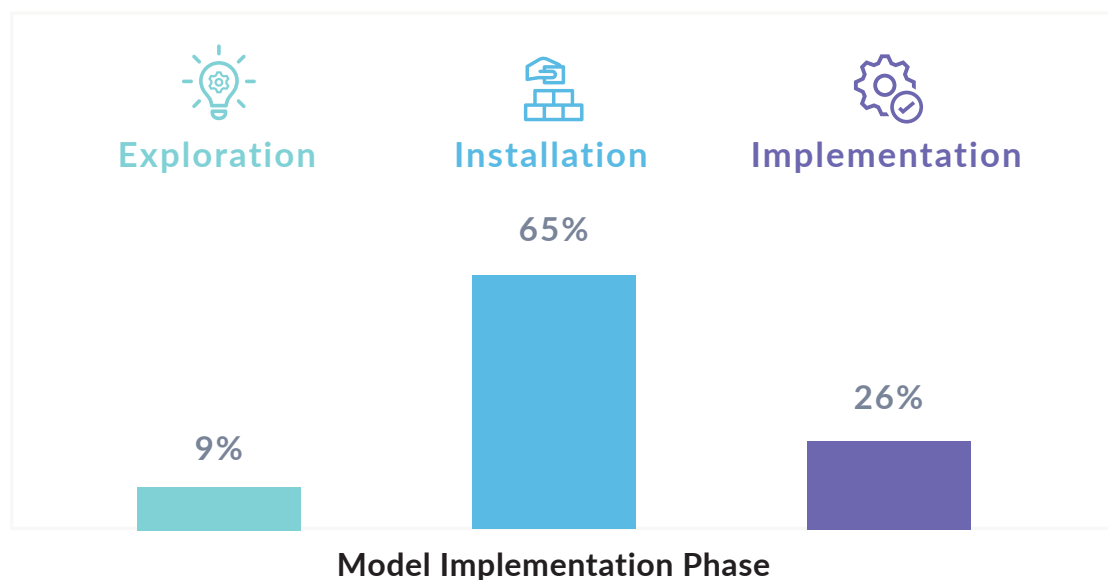 Exploration
Installation
Implementation
65%
26%
9%
Model Implementation Phase